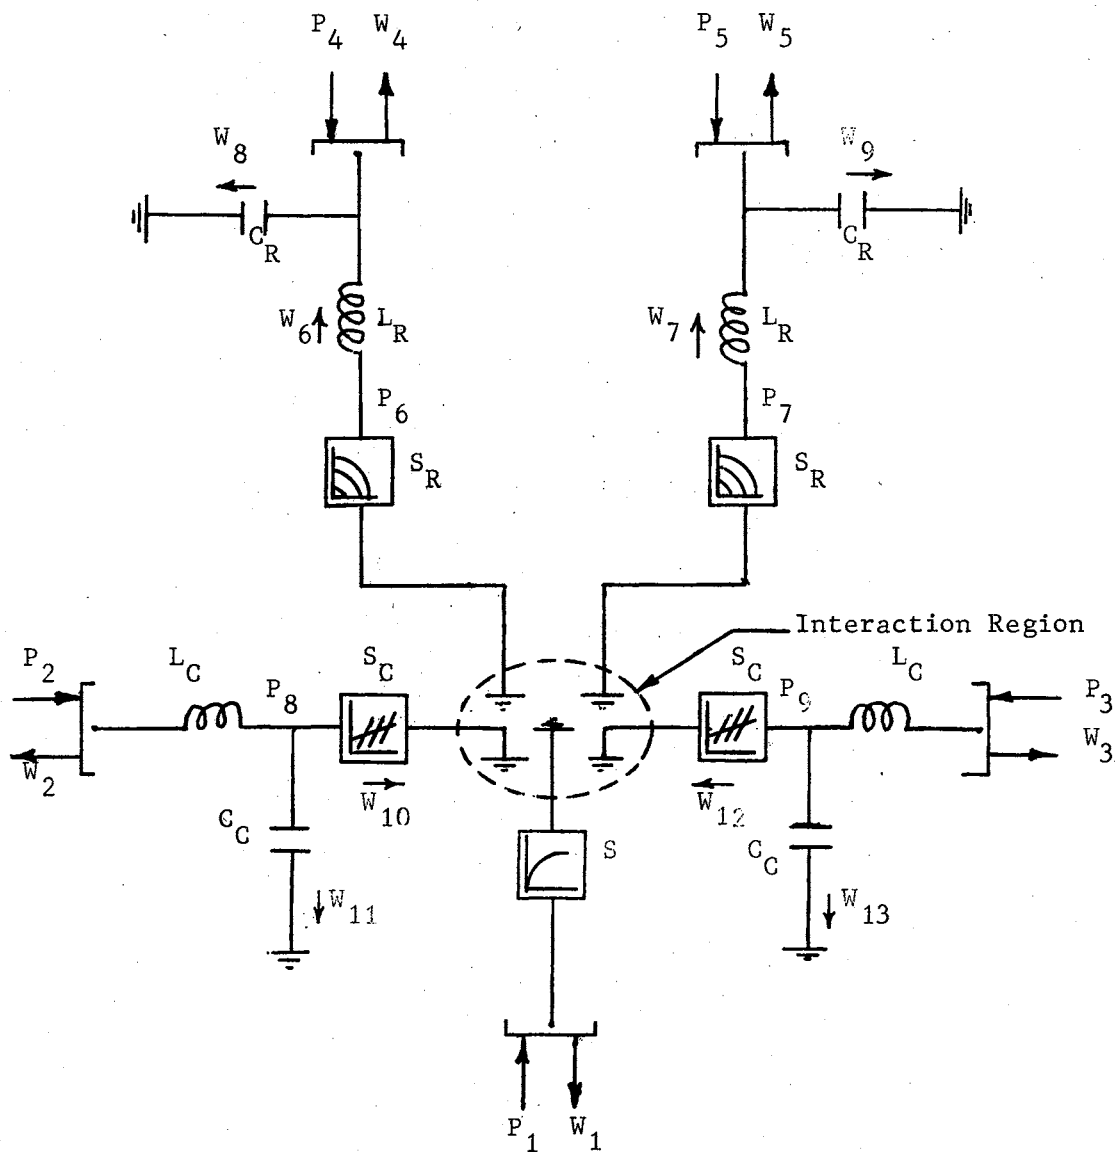 P4 W4 P5 W5
W8 W9
CR CR
W6 LR W7 LR
P6 P7
SR SR
Interaction Region
P2 LC P8 SC SC P9 LC P3
W2 W3
W10 W12
CC S CC
W11 W13
P1 W1